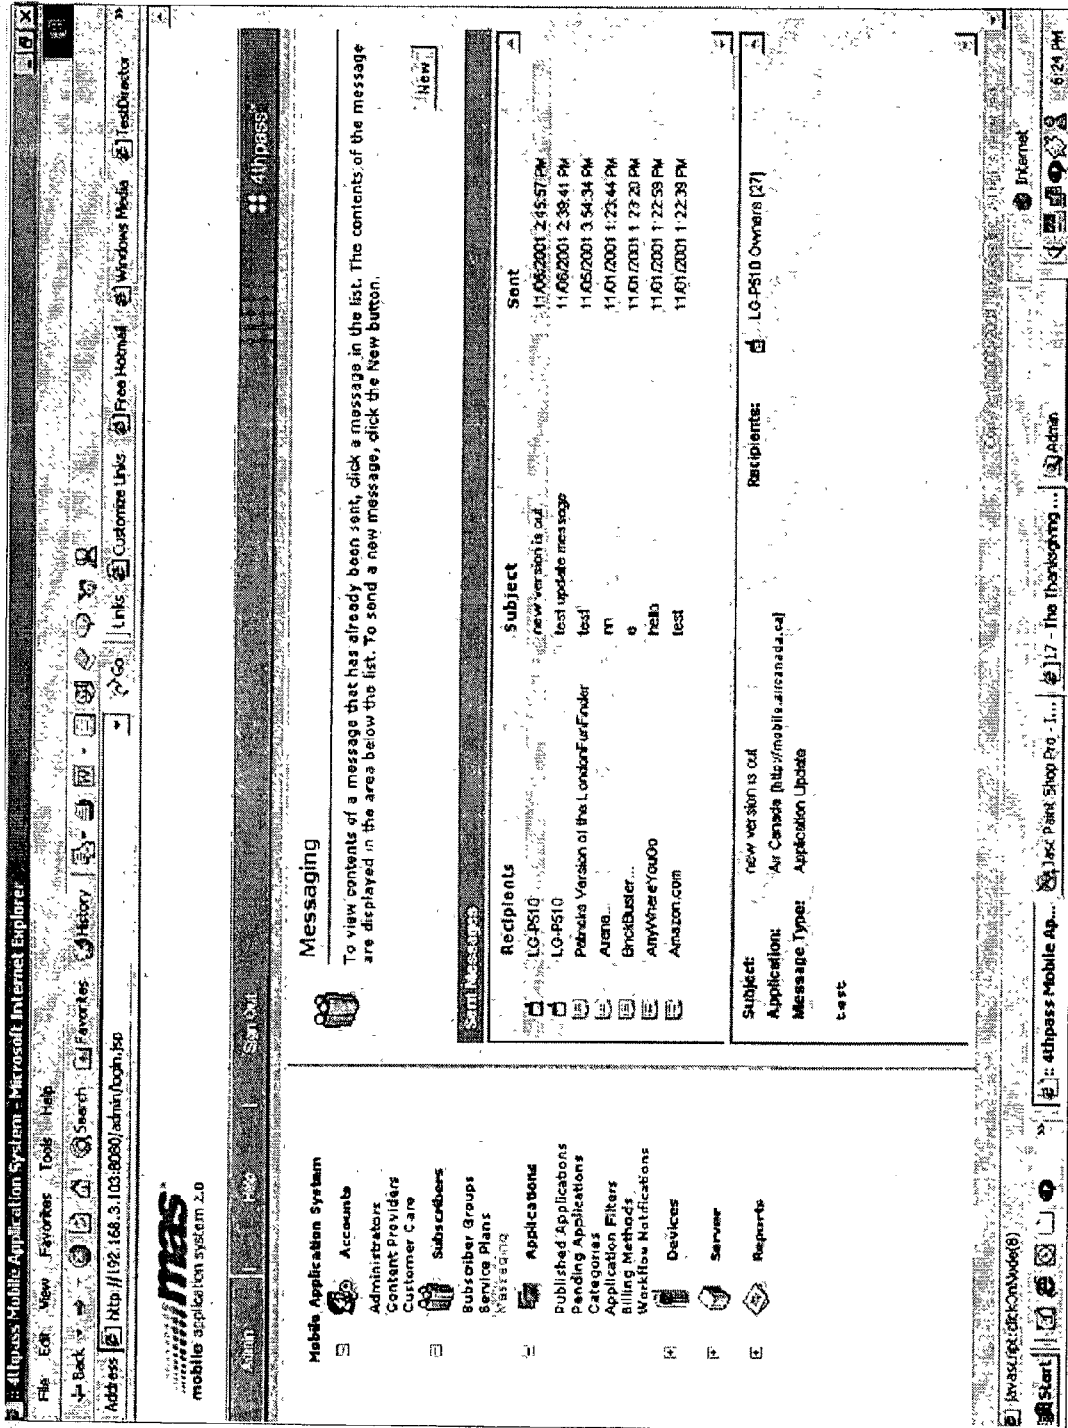 :: 4thpass Mobile Application System - Microsoft Internet Explorer
File Edit View Favorites Tools Help
Back Search Favorites History
Address http://192.168.3.103:8080/admin/login.jsp Go Links Customize Links Free Hotmail Windows Media TestDirector
mas
mobile application system 2.0
Admin | Help | Sign Out 4thpass
Mobile Application System
Accounts
Administrators
Content Providers
Customer Care
Subscribers
Subscriber Groups
Service Plans
Messaging
Applications
Published Applications
Pending Applications
Categories
Application Filters
Billing Methods
Workflow Notifications
Devices
Server
Reports
Messaging
To view contents of a message that has already been sent, click a message in the list. The contents of the message
are displayed in the area below the list. To send a new message, click the New button.
New
Sent Messages
Recipients Subject Sent
LG-P510 new version is out 11/06/2001 2:45:57 PM
LG-P510 test update message 11/06/2001 2:39:41 PM
Patricks Version of the LondonFunFinder test 11/05/2001 3:54:34 PM
Arena... m 11/01/2001 1:23:44 PM
BrickBuster... e 11/01/2001 1:23:20 PM
AnyWhereYouGo hello 11/01/2001 1:22:59 PM
Amazon.com test 11/01/2001 1:22:39 PM
Subject: new version is out Recipients: LG-P510 Owners [27]
Application: Air Canada [http://mobile.aircanada.ca]
Message Type: Application Update
test
javascript:clickOnNode(8) Internet
Start :: 4thpass Mobile Ap... Jasc Paint Shop Pro - I... 17 - The Thanksgiving ... Admin 6:24 PM